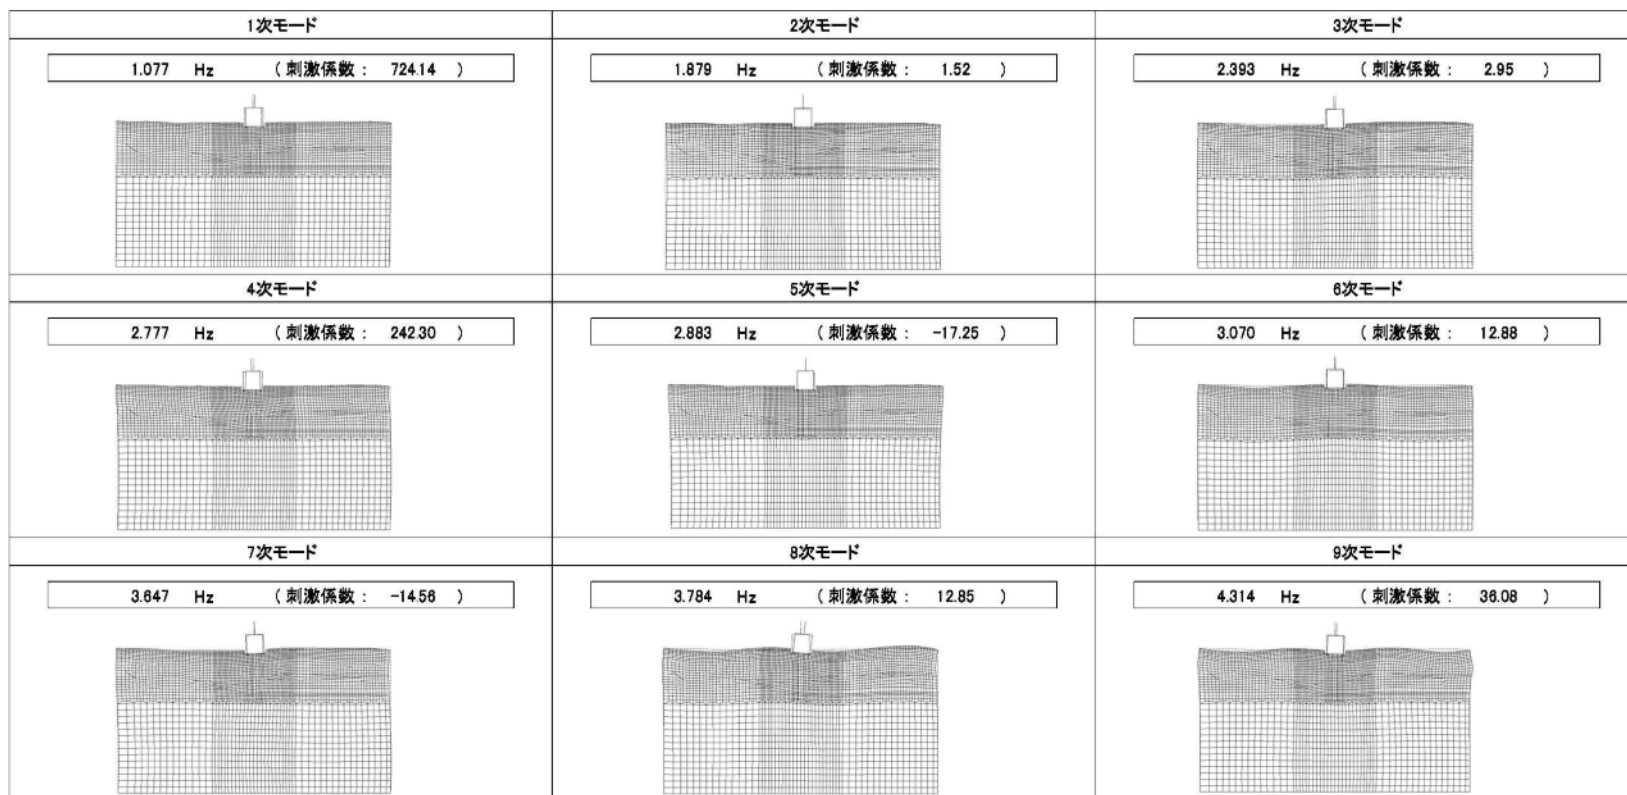 1次モード 2次モード 3次モード
1.077 Hz (刺激係数: 724.14) 1.879 Hz (刺激係数: 1.52) 2.393 Hz (刺激係数: 2.95)
4次モード 5次モード 6次モード
2.777 Hz (刺激係数: 242.30) 2.883 Hz (刺激係数: -17.25) 3.070 Hz (刺激係数: 12.88)
7次モード 8次モード 9次モード
3.647 Hz (刺激係数: -14.56) 3.784 Hz (刺激係数: 12.85) 4.314 Hz (刺激係数: 36.08)